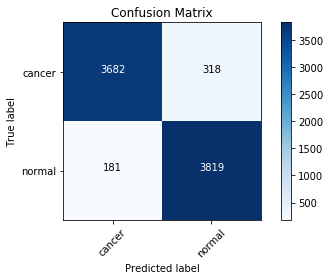 Confusion Matrix
True label
cancer
normal
3682
318
181
3819
cancer
normal
Predicted label
3500
3000
2500
2000
1500
1000
500